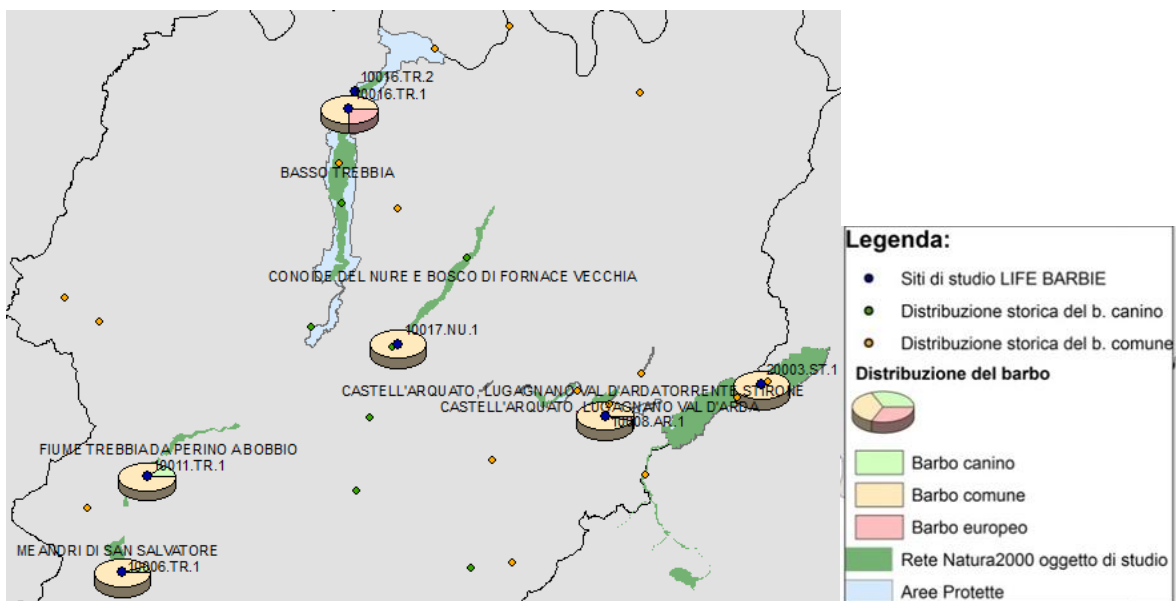 10016.TR.2
10016.TR.1
BASSO TREBBIA
CONOIDE DEL NURE E BOSCO DI FORNACE VECCHIA
10017.NU.1
20003.ST.1
CASTELL'ARQUATO, LUGAGNANO VAL D'ARDATORRENTE STIRONE
CASTELL'ARQUATO, LUGAGNANO VAL D'ARDA
10008.AR.1
FIUME TREBBIA DA PERINO A BOBBIO
10011.TR.1
MEANDRI DI SAN SALVATORE
10006.TR.1
Legenda:
Siti di studio LIFE BARBIE
Distribuzione storica del b. canino
Distribuzione storica del b. comune
Distribuzione del barbo
Barbo canino
Barbo comune
Barbo europeo
Rete Natura2000 oggetto di studio
Aree Protette